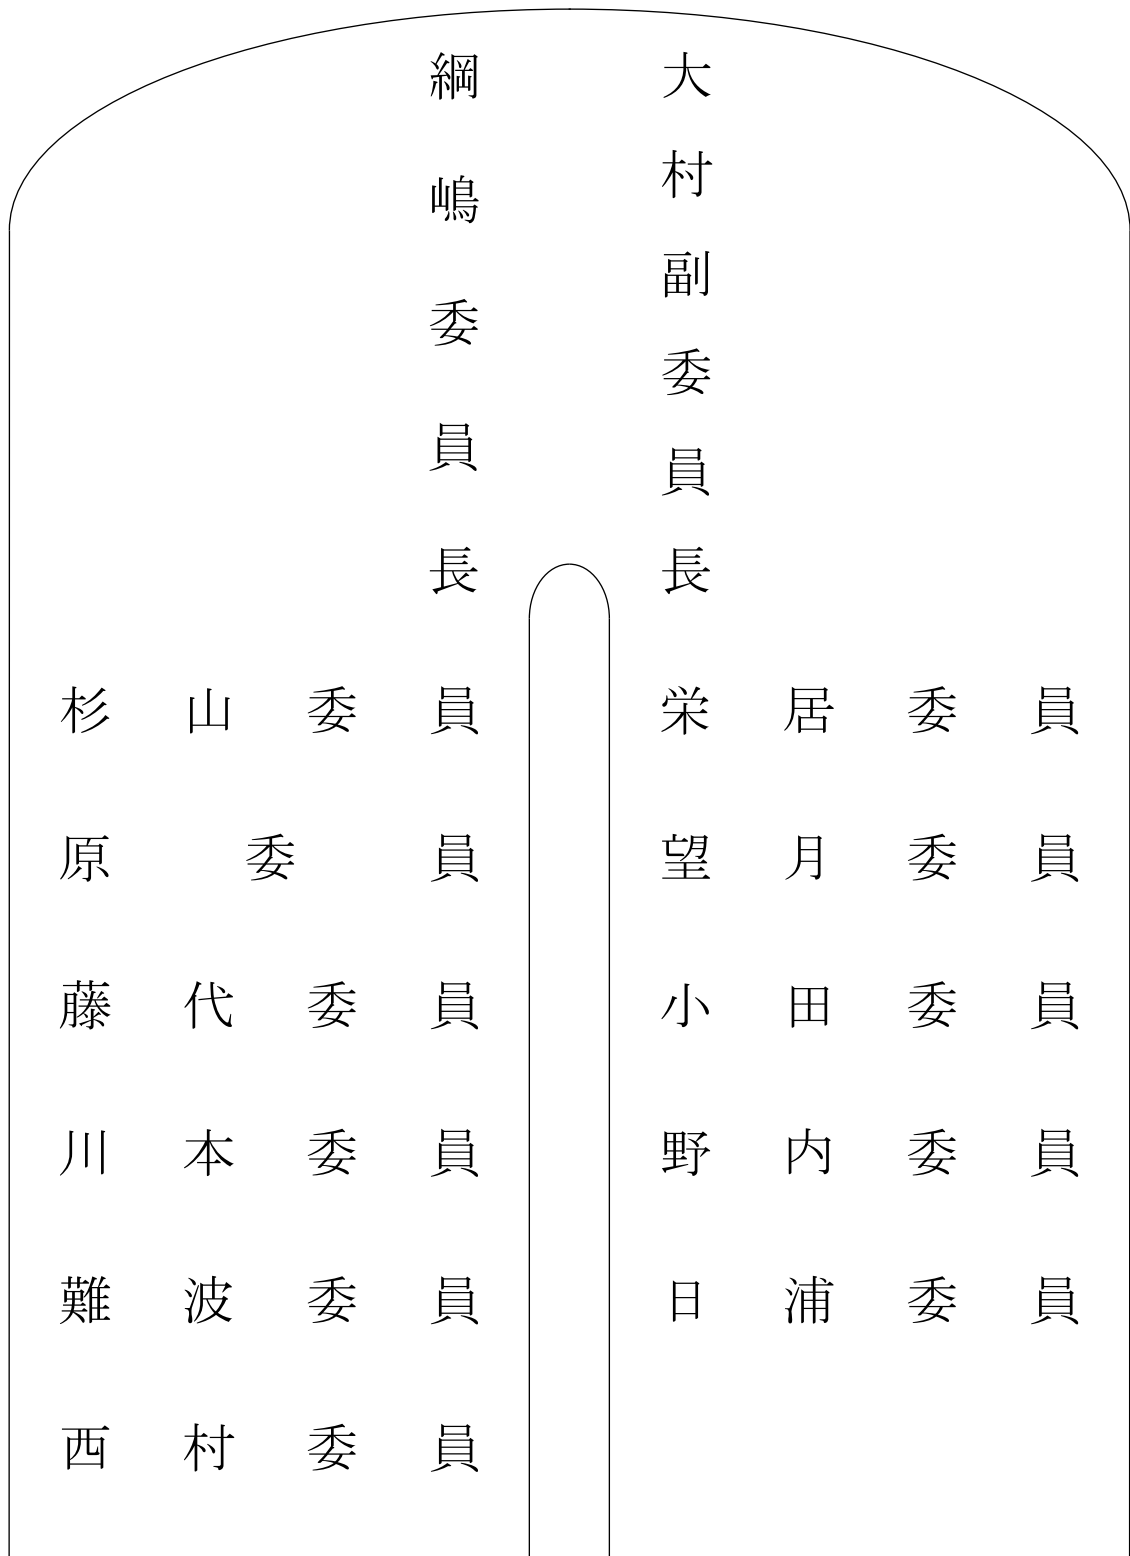 大村副委員長
綱嶋委員長
杉山委員
栄居委員
原委員
望月委員
藤代委員
小田委員
川本委員
野内委員
難波委員
日浦委員
西村委員